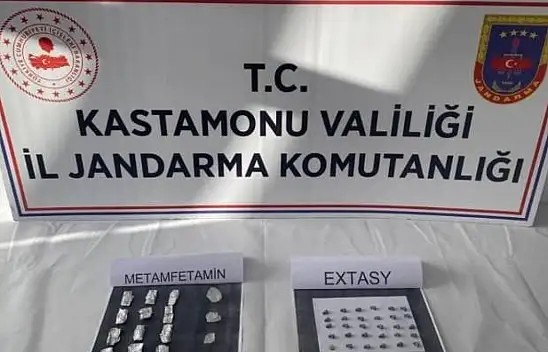 T.C.
KASTAMONU VALİLİĞİ
İL JANDARMA KOMUTANLIĞI
JANDARMA
METAMFETAMİN
EXTASY